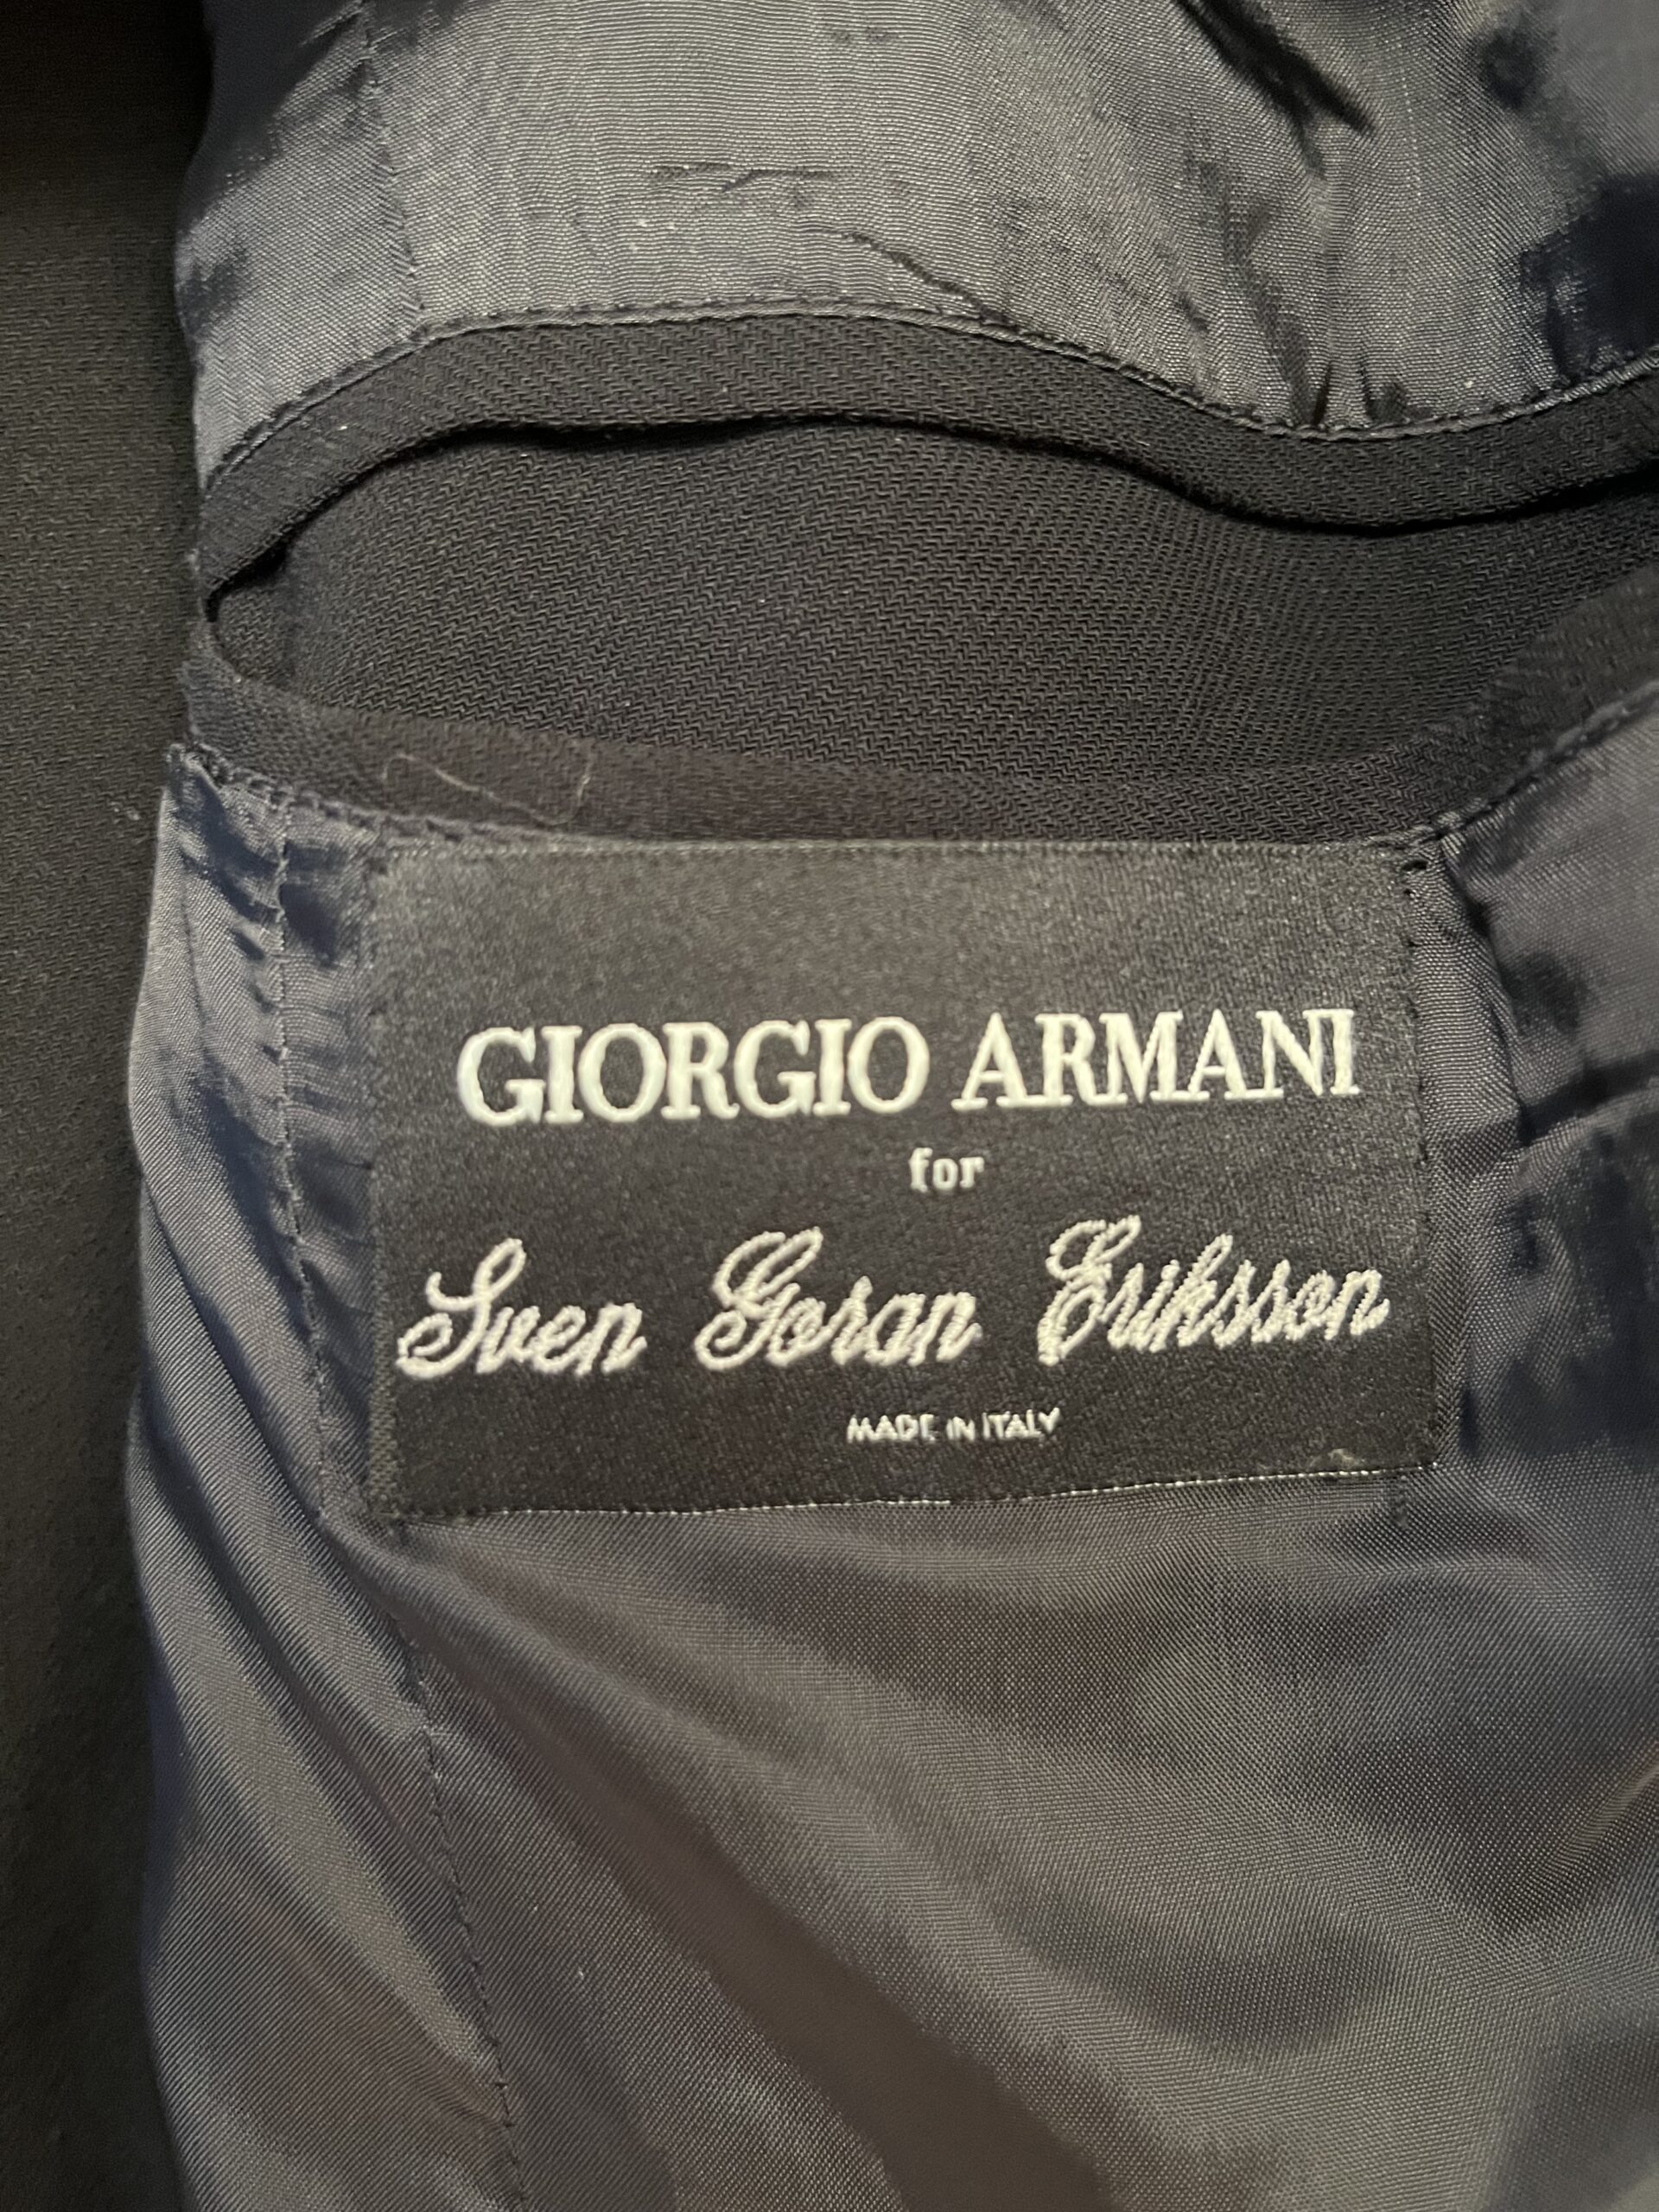 GIORGIO ARMANI
for
Sven Goran Eriksson
MADE IN ITALY